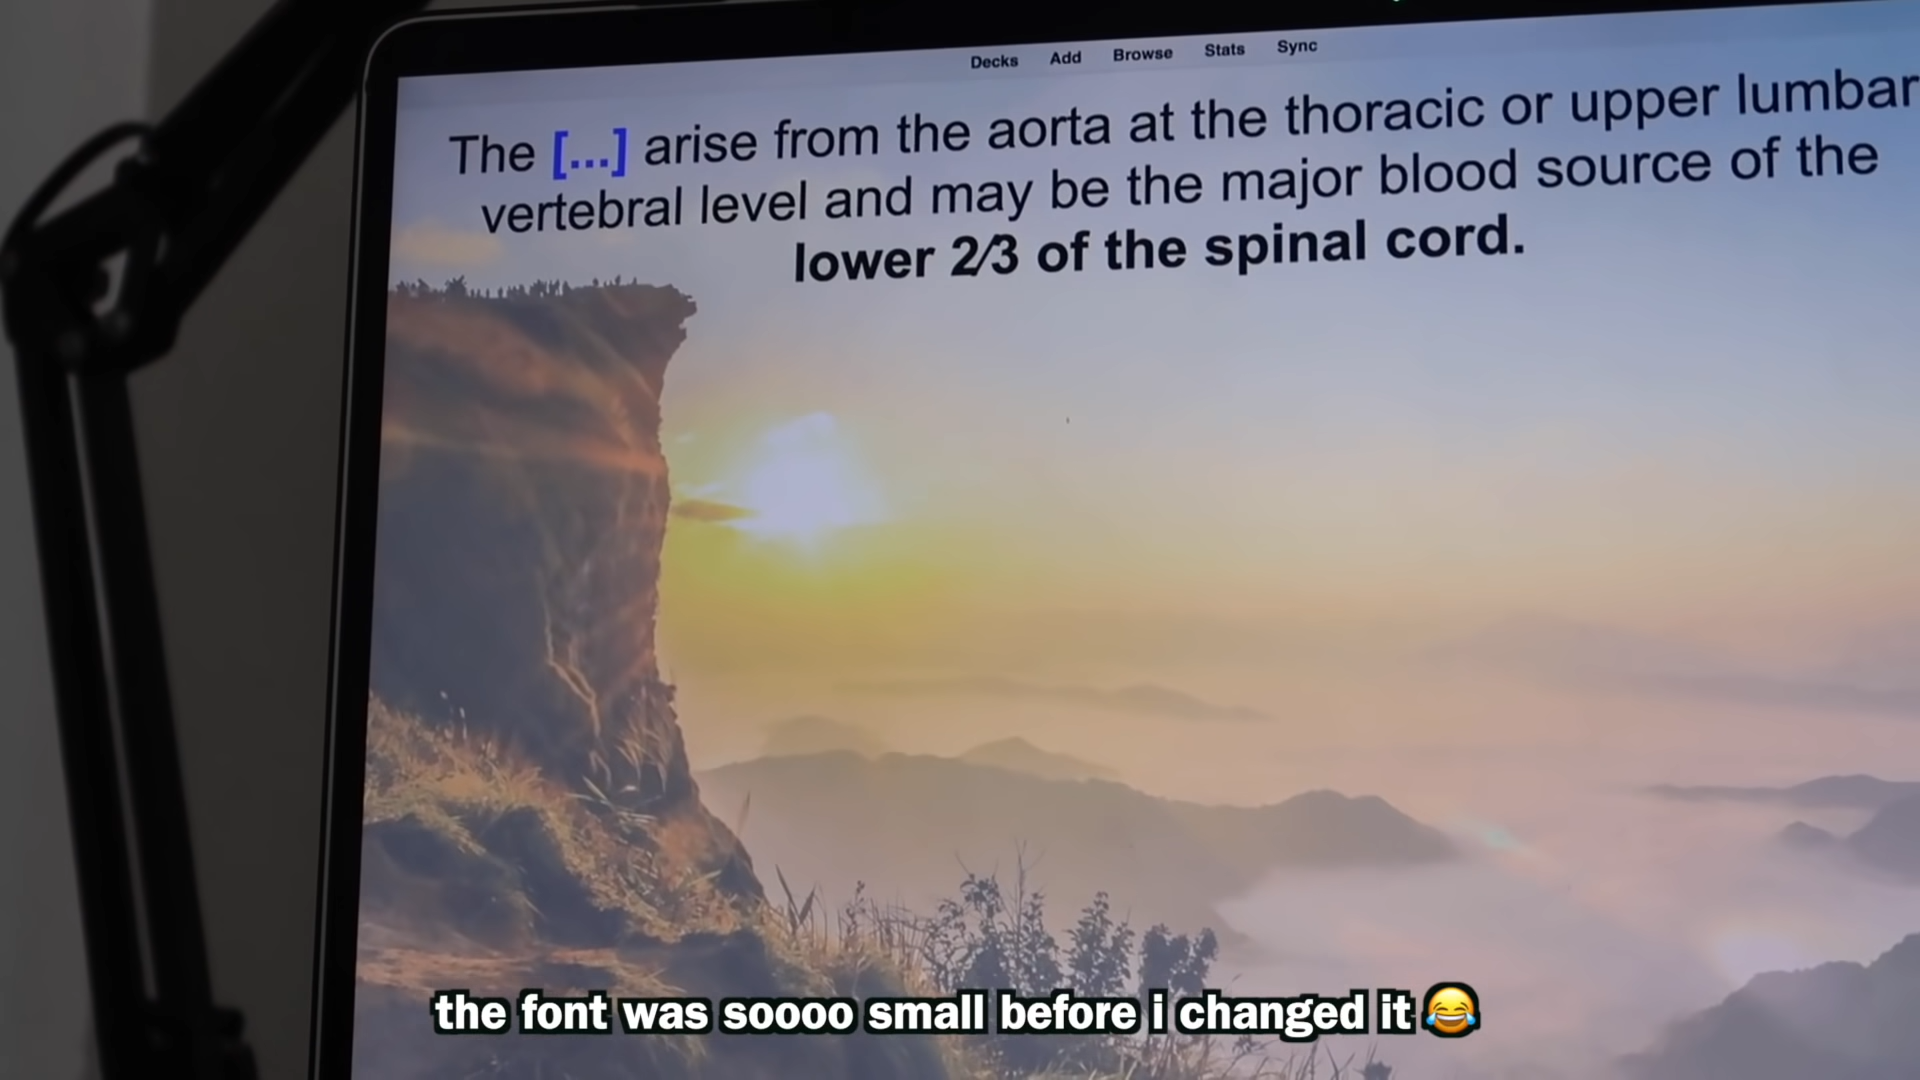 Decks Add Browse Stats Sync
The [...] arise from the aorta at the thoracic or upper lumbar
vertebral level and may be the major blood source of the
lower 2/3 of the spinal cord.
the font was soooo small before i changed it 😂